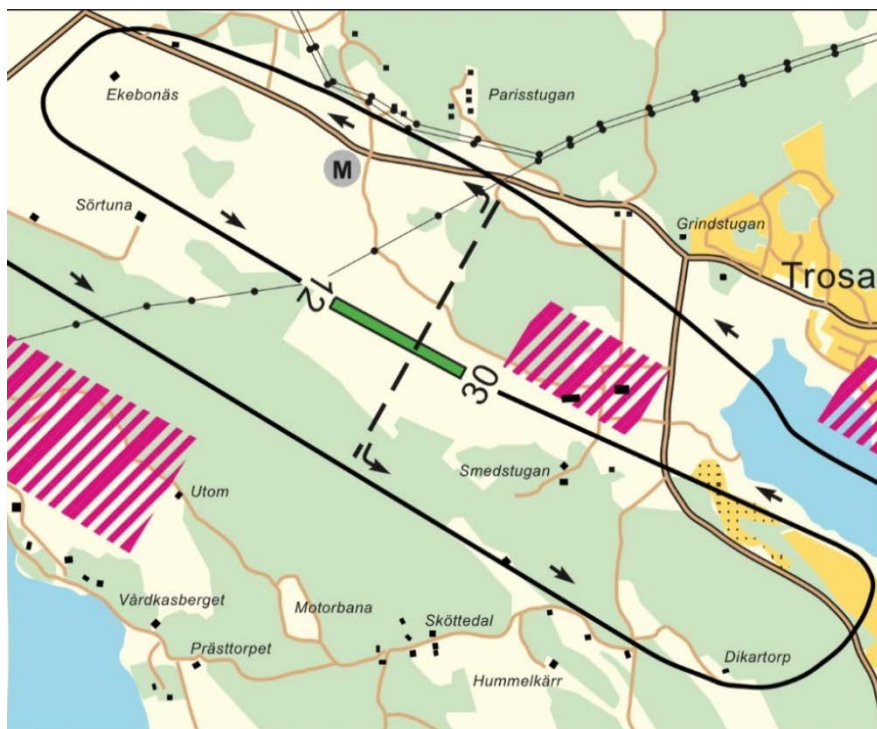 Ekebonäs
Parisstugan
M
Sörtuna
Grindstugan
Trosa
12
30
Smedstugan
Utom
Vårdkasberget
Motorbana
Sköttedal
Prästtorpet
Hummelkärr
Dikartorp